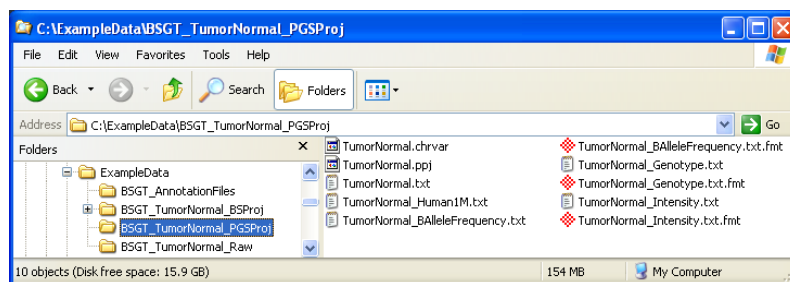 C:\ExampleData\BSGT_TumorNormal_PGSProj
File Edit View Favorites Tools Help
Back Search Folders
Address C:\ExampleData\BSGT_TumorNormal_PGSProj Go
Folders
ExampleData
BSGT_AnnotationFiles
BSGT_TumorNormal_BSProj
BSGT_TumorNormal_PGSProj
BSGT_TumorNormal_Raw
TumorNormal.chrvar
TumorNormal.ppj
TumorNormal.txt
TumorNormal_Human1M.txt
TumorNormal_BAlleleFrequency.txt
TumorNormal_BAlleleFrequency.txt.fmt
TumorNormal_Genotype.txt
TumorNormal_Genotype.txt.fmt
TumorNormal_Intensity.txt
TumorNormal_Intensity.txt.fmt
10 objects (Disk free space: 15.9 GB) 154 MB My Computer